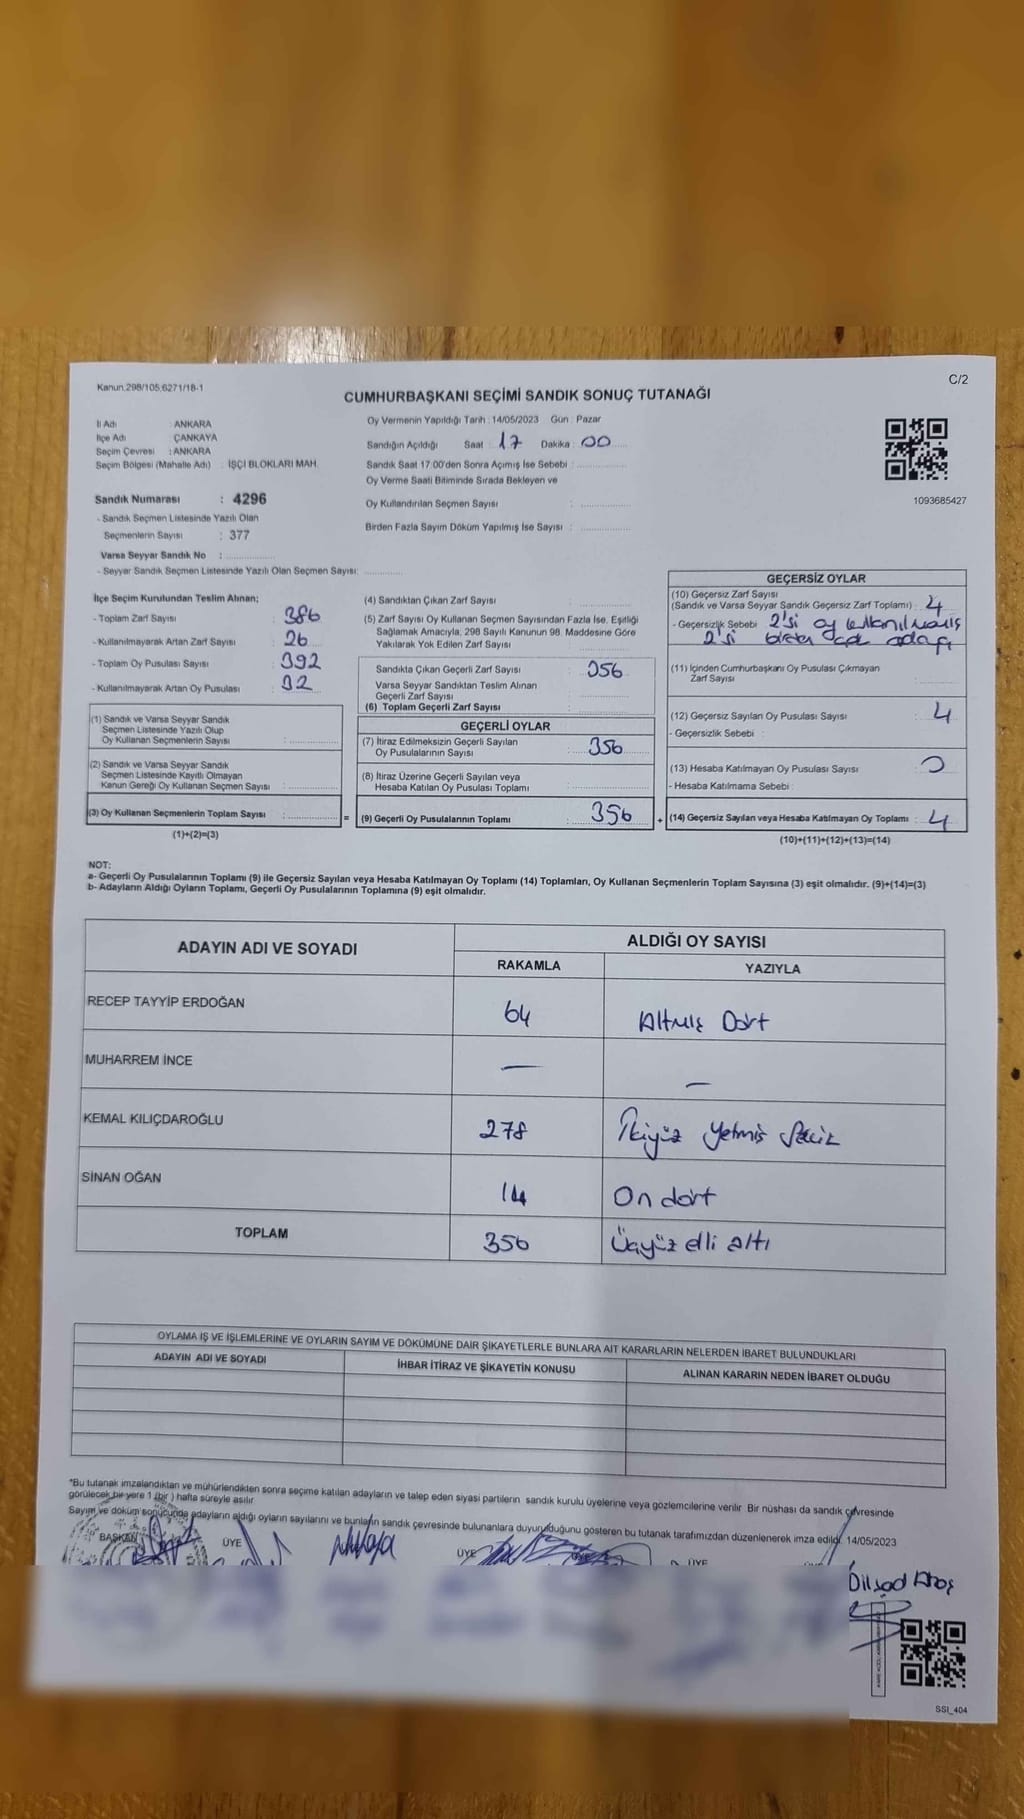 Kanun.298/105,6271/18-1
C/2
CUMHURBAŞKANI SEÇİMİ SANDIK SONUÇ TUTANAĞI
İl Adı : ANKARA
İlçe Adı : ÇANKAYA
Seçim Çevresi : ANKARA
Seçim Bölgesi (Mahalle Adı) : İŞÇİ BLOKLARI MAH.
Sandık Numarası : 4296
- Sandık Seçmen Listesinde Yazılı Olan
Seçmenlerin Sayısı : 377
Varsa Seyyar Sandık No :
- Seyyar Sandık Seçmen Listesinde Yazılı Olan Seçmen Sayısı:
Oy Vermenin Yapıldığı Tarih : 14/05/2023 Gün : Pazar
Sandığın Açıldığı Saat : 17 Dakika : 00
Sandık Saat 17:00'den Sonra Açımış İse Sebebi :
Oy Verme Saati Bitiminde Sırada Bekleyen ve
Oy Kullandırılan Seçmen Sayısı :
Birden Fazla Sayım Döküm Yapılmış İse Sayısı :
1093685427
İlçe Seçim Kurulundan Teslim Alınan;
- Toplam Zarf Sayısı : 386
- Kullanılmayarak Artan Zarf Sayısı : 26
- Toplam Oy Pusulası Sayısı : 392
- Kullanılmayarak Artan Oy Pusulası : 32
(1) Sandık ve Varsa Seyyar Sandık
Seçmen Listesinde Yazılı Olup
Oy Kullanan Seçmenlerin Sayısı :
(2) Sandık ve Varsa Seyyar Sandık
Seçmen Listesinde Kayıtlı Olmayan
Kanun Gereği Oy Kullanan Seçmen Sayısı :
(3) Oy Kullanan Seçmenlerin Toplam Sayısı :
(1)+(2)=(3)
(4) Sandıktan Çıkan Zarf Sayısı :
(5) Zarf Sayısı Oy Kullanan Seçmen Sayısından Fazla İse, Eşitliği
Sağlamak Amacıyla; 298 Sayılı Kanunun 98. Maddesine Göre
Yakılarak Yok Edilen Zarf Sayısı :
Sandıkta Çıkan Geçerli Zarf Sayısı : 356
Varsa Seyyar Sandıktan Teslim Alınan
Geçerli Zarf Sayısı :
(6) Toplam Geçerli Zarf Sayısı :
GEÇERLİ OYLAR
(7) İtiraz Edilmeksizin Geçerli Sayılan
Oy Pusulalarının Sayısı : 356
(8) İtiraz Üzerine Geçerli Sayılan veya
Hesaba Katılan Oy Pusulası Toplamı :
= (9) Geçerli Oy Pusulalarının Toplamı : 356
GEÇERSİZ OYLAR
(10) Geçersiz Zarf Sayısı
(Sandık ve Varsa Seyyar Sandık Geçersiz Zarf Toplamı) : 4
- Geçersizlik Sebebi 2'si oy kullanılmamış
2'si birden çok adayı
(11) İçinden Cumhurbaşkanı Oy Pusulası Çıkmayan
Zarf Sayısı :
(12) Geçersiz Sayılan Oy Pusulası Sayısı : 4
- Geçersizlik Sebebi :
(13) Hesaba Katılmayan Oy Pusulası Sayısı : 0
- Hesaba Katılmama Sebebi :
+ (14) Geçersiz Sayılan veya Hesaba Katılmayan Oy Toplamı : 4
(10)+(11)+(12)+(13)=(14)
NOT:
a- Geçerli Oy Pusulalarının Toplamı (9) ile Geçersiz Sayılan veya Hesaba Katılmayan Oy Toplamı (14) Toplamları, Oy Kullanan Seçmenlerin Toplam Sayısına (3) eşit olmalıdır. (9)+(14)=(3)
b- Adayların Aldığı Oyların Toplamı, Geçerli Oy Pusulalarının Toplamına (9) eşit olmalıdır.
ADAYIN ADI VE SOYADI
ALDIĞI OY SAYISI
RAKAMLA YAZIYLA
RECEP TAYYİP ERDOĞAN 64 Altmış Dört
MUHARREM İNCE — —
KEMAL KILIÇDAROĞLU 278 İkiyüz yetmiş sekiz
SİNAN OĞAN 14 On dört
TOPLAM 356 Üçyüz elli altı
OYLAMA İŞ VE İŞLEMLERİNE VE OYLARIN SAYIM VE DÖKÜMÜNE DAİR ŞİKAYETLERLE BUNLARA AİT KARARLARIN NELERDEN İBARET BULUNDUKLARI
ADAYIN ADI VE SOYADI İHBAR İTİRAZ VE ŞİKAYETİN KONUSU ALINAN KARARIN NEDEN İBARET OLDUĞU
*Bu tutanak imzalandıktan ve mühürlendikten sonra seçime katılan adayların ve talep eden siyasi partilerin sandık kurulu üyelerine veya gözlemcilerine verilir. Bir nüshası da sandık çevresinde
görülecek bir yere 1 (bir) hafta süreyle asılır.
Sayım ve döküm sonucunda adayların aldığı oyların sayılarını ve bunların sandık çevresinde bulunanlara duyurulduğunu gösteren bu tutanak tarafımızdan düzenlenerek imza edildi. 14/05/2023
BAŞKAN ÜYE ÜYE ÜYE
SSİ_404